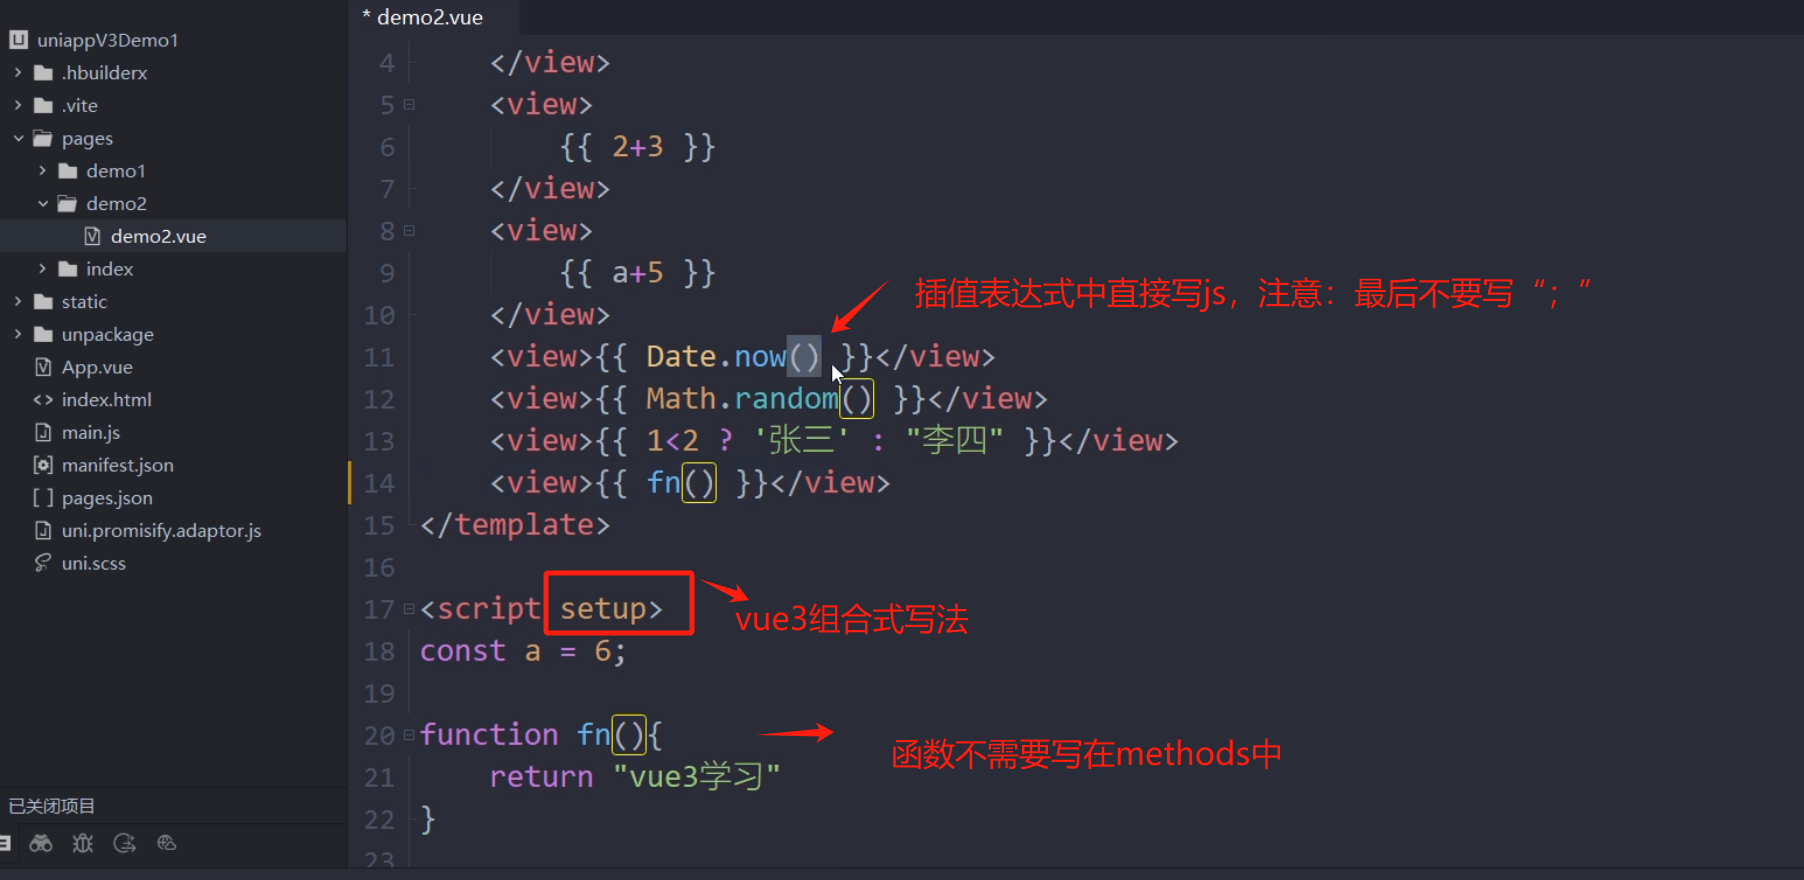 uniappV3Demo1
.hbuilderx
.vite
pages
demo1
demo2
demo2.vue
index
static
unpackage
App.vue
index.html
main.js
manifest.json
pages.json
uni.promisify.adaptor.js
uni.scss
已关闭项目
* demo2.vue
4 </view>
5 <view>
6 {{ 2+3 }}
7 </view>
8 <view>
9 {{ a+5 }}
插值表达式中直接写js，注意：最后不要写“；”
10 </view>
11 <view>{{ Date.now() }}</view>
12 <view>{{ Math.random() }}</view>
13 <view>{{ 1<2 ? '张三' : "李四" }}</view>
14 <view>{{ fn() }}</view>
15 </template>
16
17 <script setup>
vue3组合式写法
18 const a = 6;
19
20 function fn(){
函数不需要写在methods中
21 return "vue3学习"
22 }
23